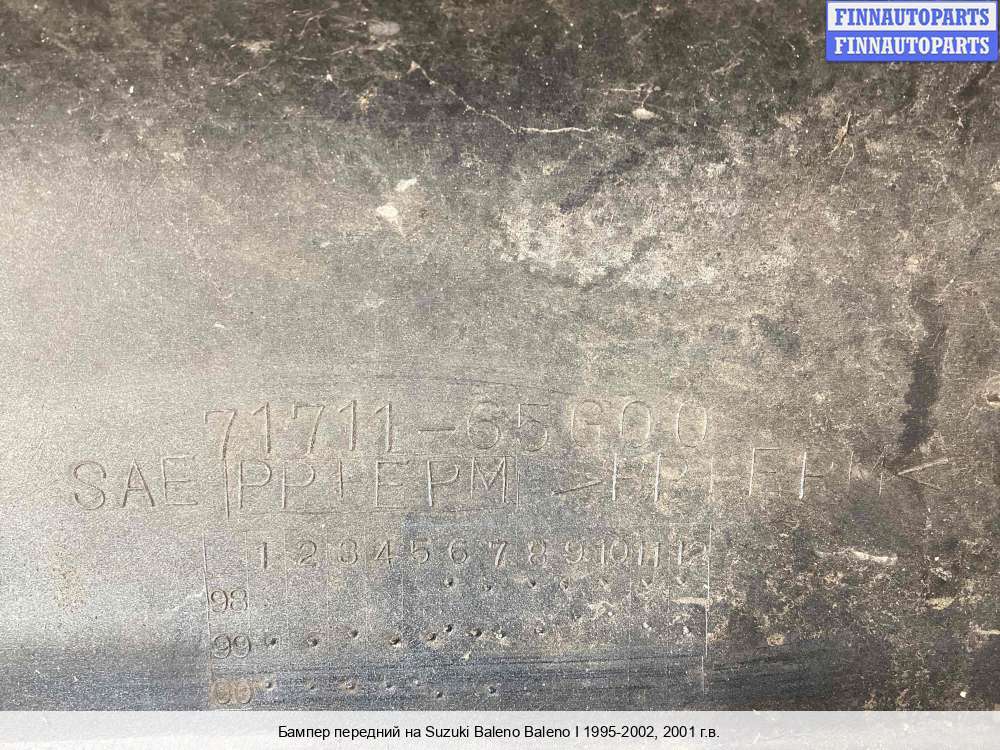 FINNAUTOPARTS
FINNAUTOPARTS
71711-65G00
SAE PP+EPM >PP+EPM<
1 2 3 4 5 6 7 8 9 10 11 12
98
99
00
Бампер передний на Suzuki Baleno Baleno I 1995-2002, 2001 г.в.